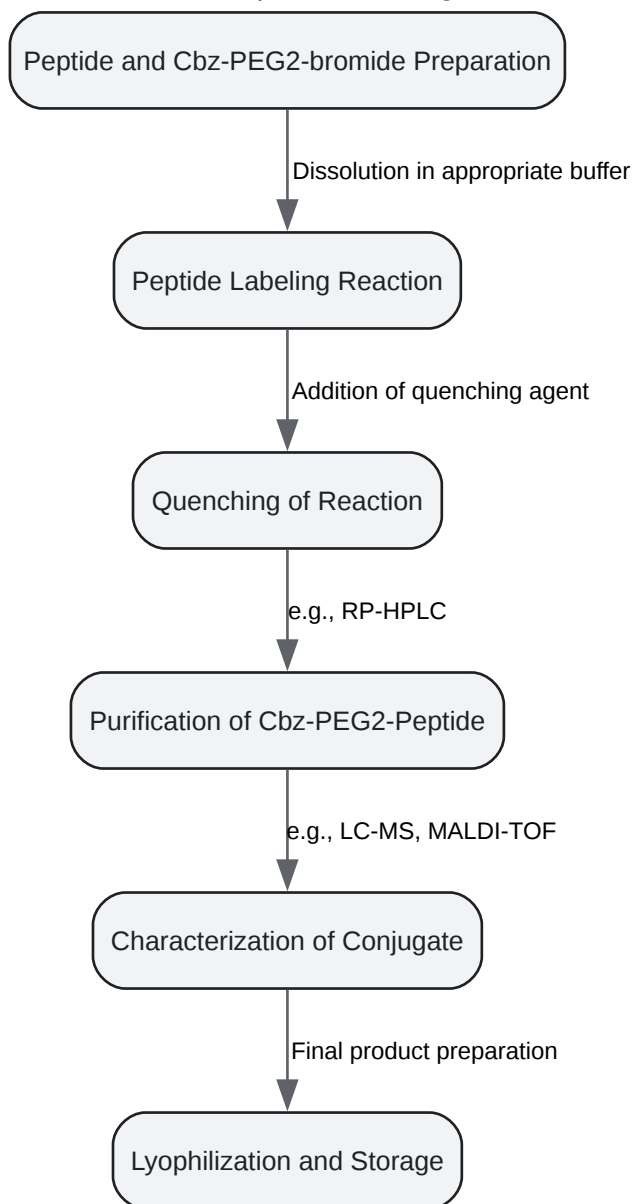 Peptide and Cbz-PEG2-bromide Preparation
Dissolution in appropriate buffer
Peptide Labeling Reaction
Addition of quenching agent
Quenching of Reaction
e.g., RP-HPLC
Purification of Cbz-PEG2-Peptide
e.g., LC-MS, MALDI-TOF
Characterization of Conjugate
Final product preparation
Lyophilization and Storage